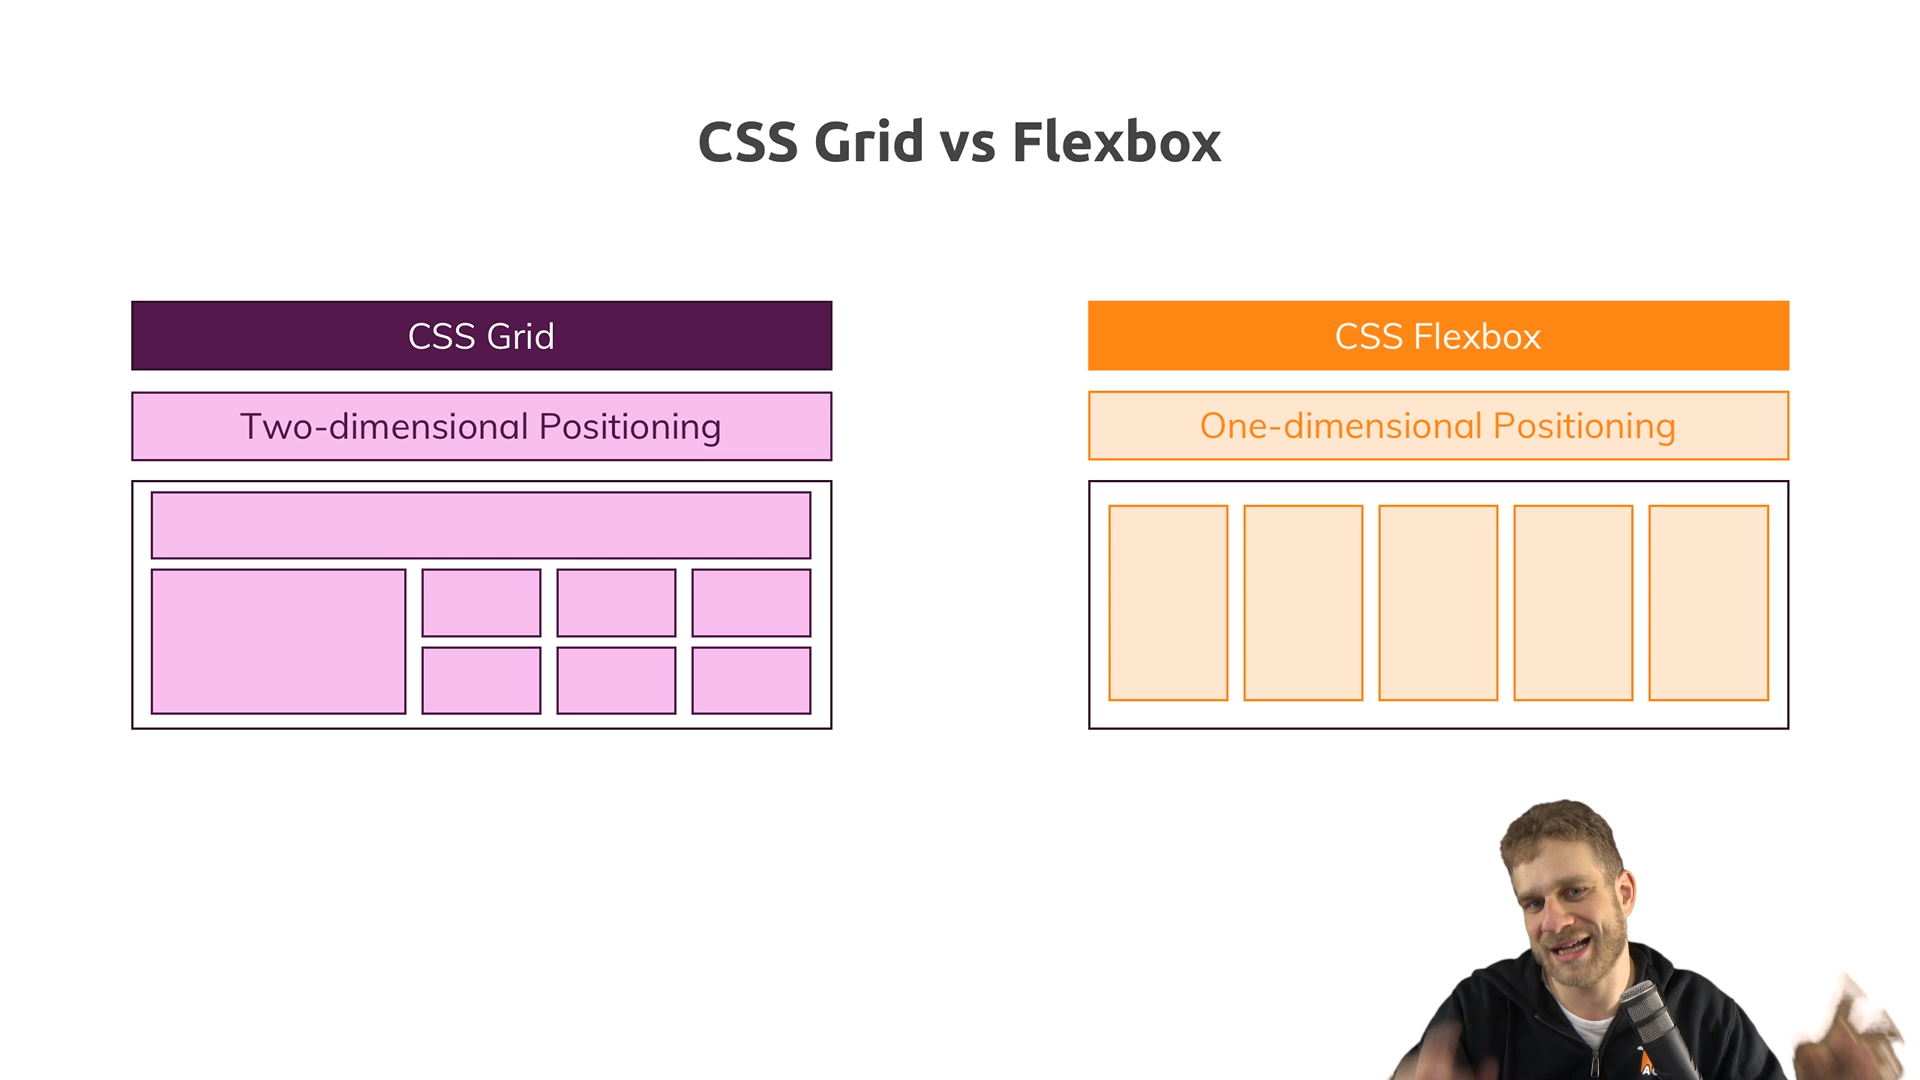 CSS Grid vs Flexbox
CSS Grid
Two-dimensional Positioning
CSS Flexbox
One-dimensional Positioning